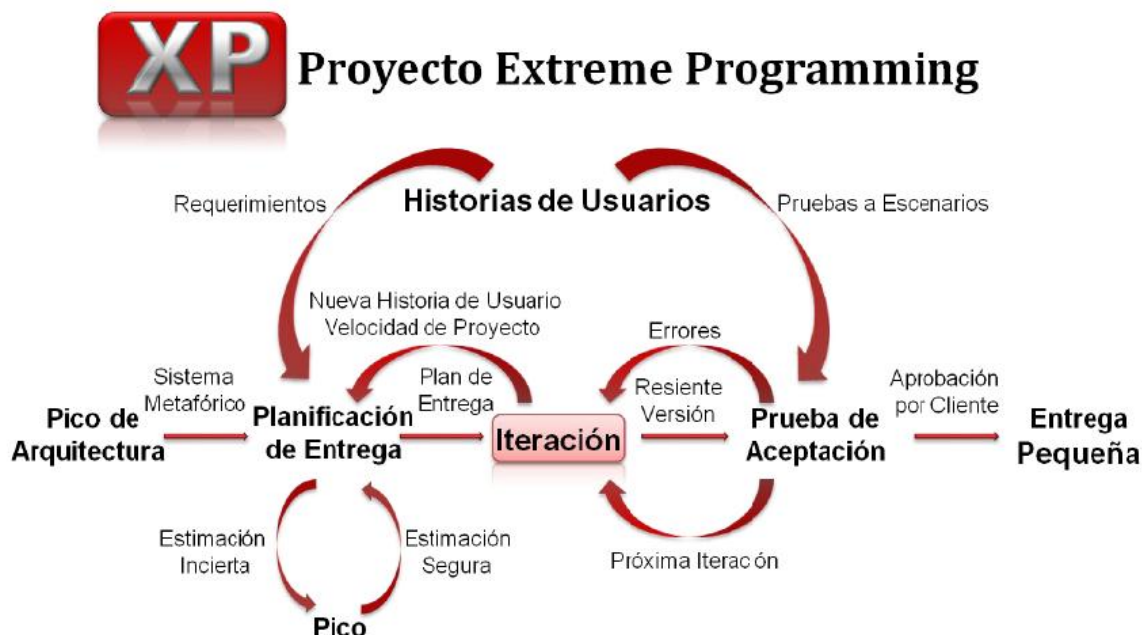 XP Proyecto Extreme Programming
Requerimientos
Historias de Usuarios
Pruebas a Escenarios
Nueva Historia de Usuario
Velocidad de Proyecto
Errores
Sistema
Metafórico
Plan de
Entrega
Resiente
Versión
Aprobación
por Cliente
Pico de
Arquitectura
Planificación
de Entrega
Iteración
Prueba de
Aceptación
Entrega
Pequeña
Estimación
Incierta
Estimación
Segura
Próxima Iteración
Pico